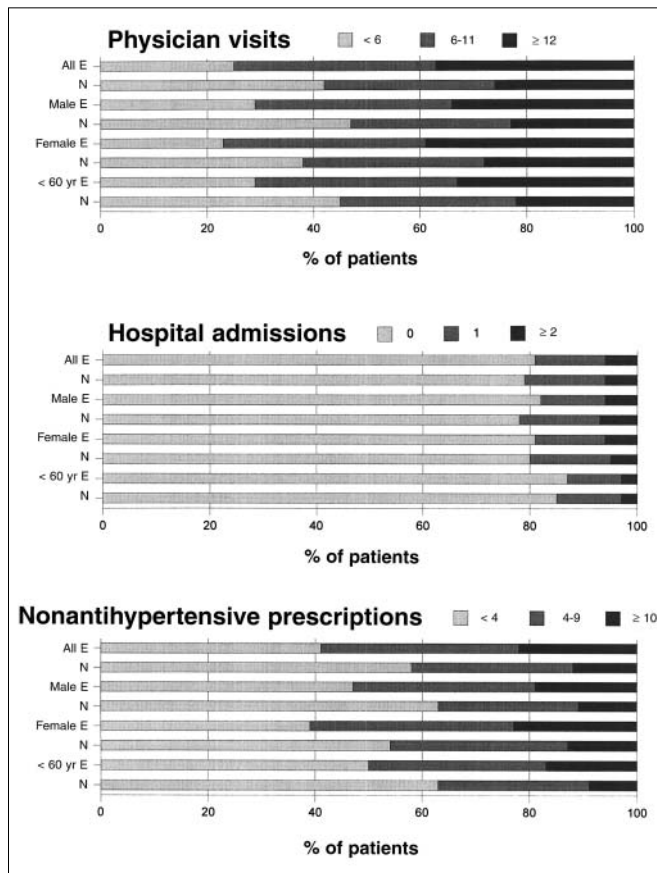 Physician visits < 6 6-11 ≥ 12
All E
N
Male E
N
Female E
N
< 60 yr E
N
0 20 40 60 80 100
% of patients
Hospital admissions 0 1 ≥ 2
All E
N
Male E
N
Female E
N
< 60 yr E
N
0 20 40 60 80 100
% of patients
Nonantihypertensive prescriptions < 4 4-9 ≥ 10
All E
N
Male E
N
Female E
N
< 60 yr E
N
0 20 40 60 80 100
% of patients